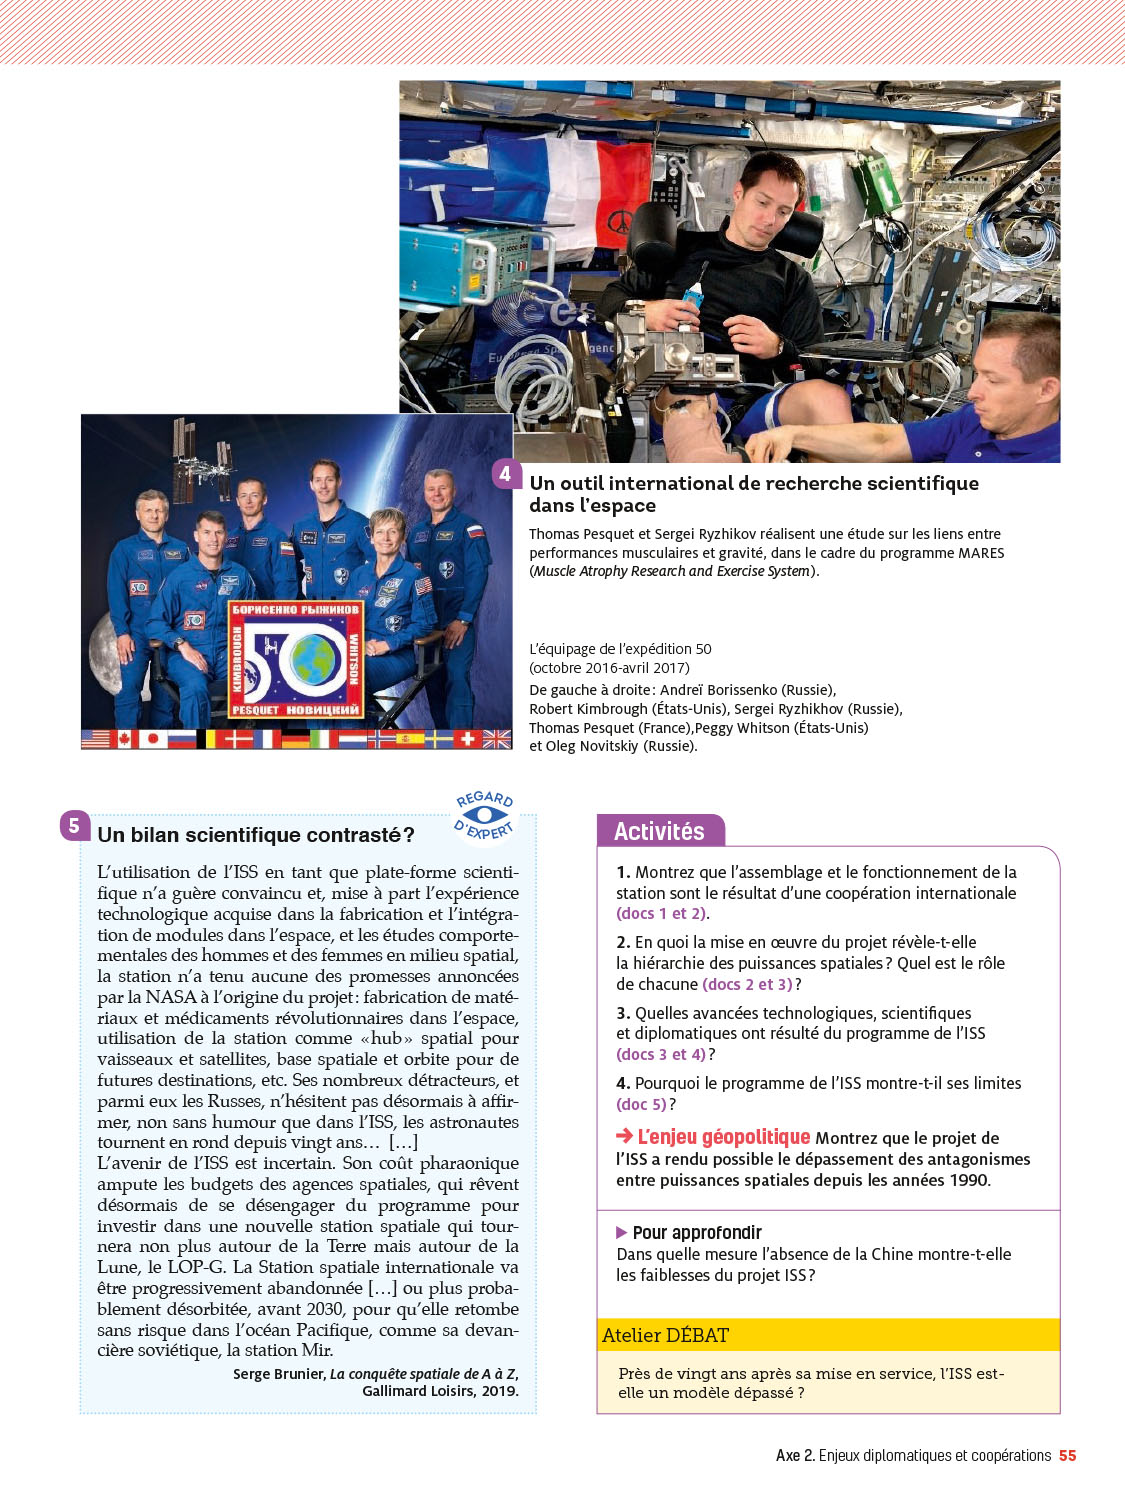 esa
European Space Agency
4
Un outil international de recherche scientifique
dans l'espace
Thomas Pesquet et Sergei Ryzhikov réalisent une étude sur les liens entre
performances musculaires et gravité, dans le cadre du programme MARES
(Muscle Atrophy Research and Exercise System).
БОРИСЕНКО РЫЖИКОВ
KIMBROUGH
50
WHITSON
PESQUET НОВИЦКИЙ
L'équipage de l'expédition 50
(octobre 2016-avril 2017)
De gauche à droite : Andreï Borissenko (Russie),
Robert Kimbrough (États-Unis), Sergei Ryzhikhov (Russie),
Thomas Pesquet (France),Peggy Whitson (États-Unis)
et Oleg Novitskiy (Russie).
REGARD
D'EXPERT
5
Un bilan scientifique contrasté ?
L'utilisation de l'ISS en tant que plate-forme scienti-
fique n'a guère convaincu et, mise à part l'expérience
technologique acquise dans la fabrication et l'intégra-
tion de modules dans l'espace, et les études comporte-
mentales des hommes et des femmes en milieu spatial,
la station n'a tenu aucune des promesses annoncées
par la NASA à l'origine du projet : fabrication de maté-
riaux et médicaments révolutionnaires dans l'espace,
utilisation de la station comme « hub » spatial pour
vaisseaux et satellites, base spatiale et orbite pour de
futures destinations, etc. Ses nombreux détracteurs, et
parmi eux les Russes, n'hésitent pas désormais à affir-
mer, non sans humour que dans l'ISS, les astronautes
tournent en rond depuis vingt ans… […]
L'avenir de l'ISS est incertain. Son coût pharaonique
ampute les budgets des agences spatiales, qui rêvent
désormais de se désengager du programme pour
investir dans une nouvelle station spatiale qui tour-
nera non plus autour de la Terre mais autour de la
Lune, le LOP-G. La Station spatiale internationale va
être progressivement abandonnée […] ou plus proba-
blement désorbitée, avant 2030, pour qu'elle retombe
sans risque dans l'océan Pacifique, comme sa devan-
cière soviétique, la station Mir.
Serge Brunier, La conquête spatiale de A à Z,
Gallimard Loisirs, 2019.
Activités
1. Montrez que l'assemblage et le fonctionnement de la
station sont le résultat d'une coopération internationale
(docs 1 et 2).
2. En quoi la mise en œuvre du projet révèle-t-elle
la hiérarchie des puissances spatiales ? Quel est le rôle
de chacune (docs 2 et 3) ?
3. Quelles avancées technologiques, scientifiques
et diplomatiques ont résulté du programme de l'ISS
(docs 3 et 4) ?
4. Pourquoi le programme de l'ISS montre-t-il ses limites
(doc 5) ?
➔ L'enjeu géopolitique Montrez que le projet de
l'ISS a rendu possible le dépassement des antagonismes
entre puissances spatiales depuis les années 1990.
▶ Pour approfondir
Dans quelle mesure l'absence de la Chine montre-t-elle
les faiblesses du projet ISS ?
Atelier DÉBAT
Près de vingt ans après sa mise en service, l'ISS est-
elle un modèle dépassé ?
Axe 2. Enjeux diplomatiques et coopérations 55